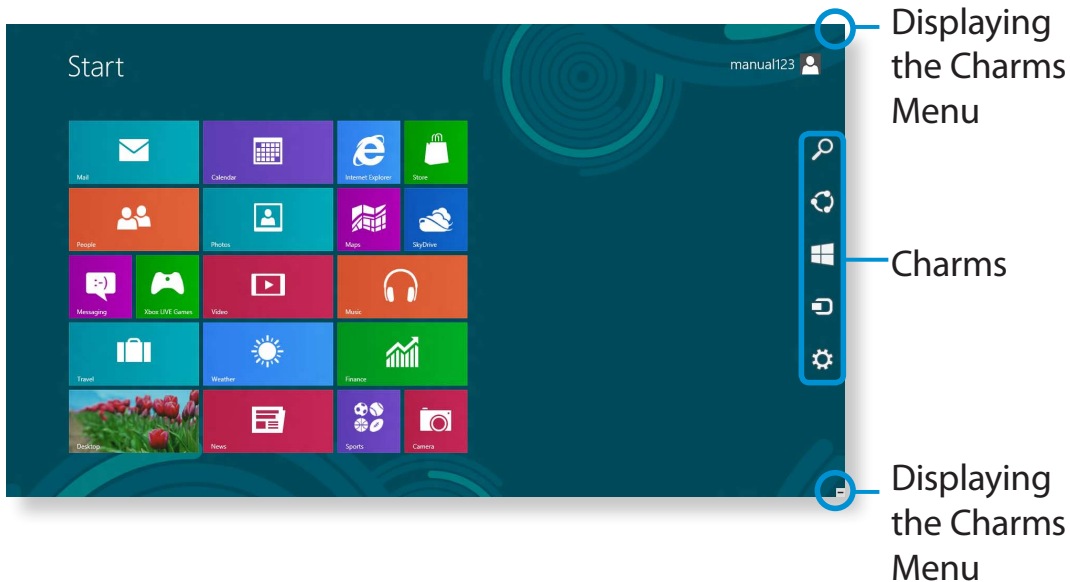 Displaying
the Charms
Menu
Start
manual123
Mail
Calendar
Internet Explorer
Store
People
Photos
Maps
SkyDrive
Charms
Messaging
Xbox LIVE Games
Video
Music
Travel
Weather
Finance
Desktop
News
Sports
Camera
Displaying
the Charms
Menu